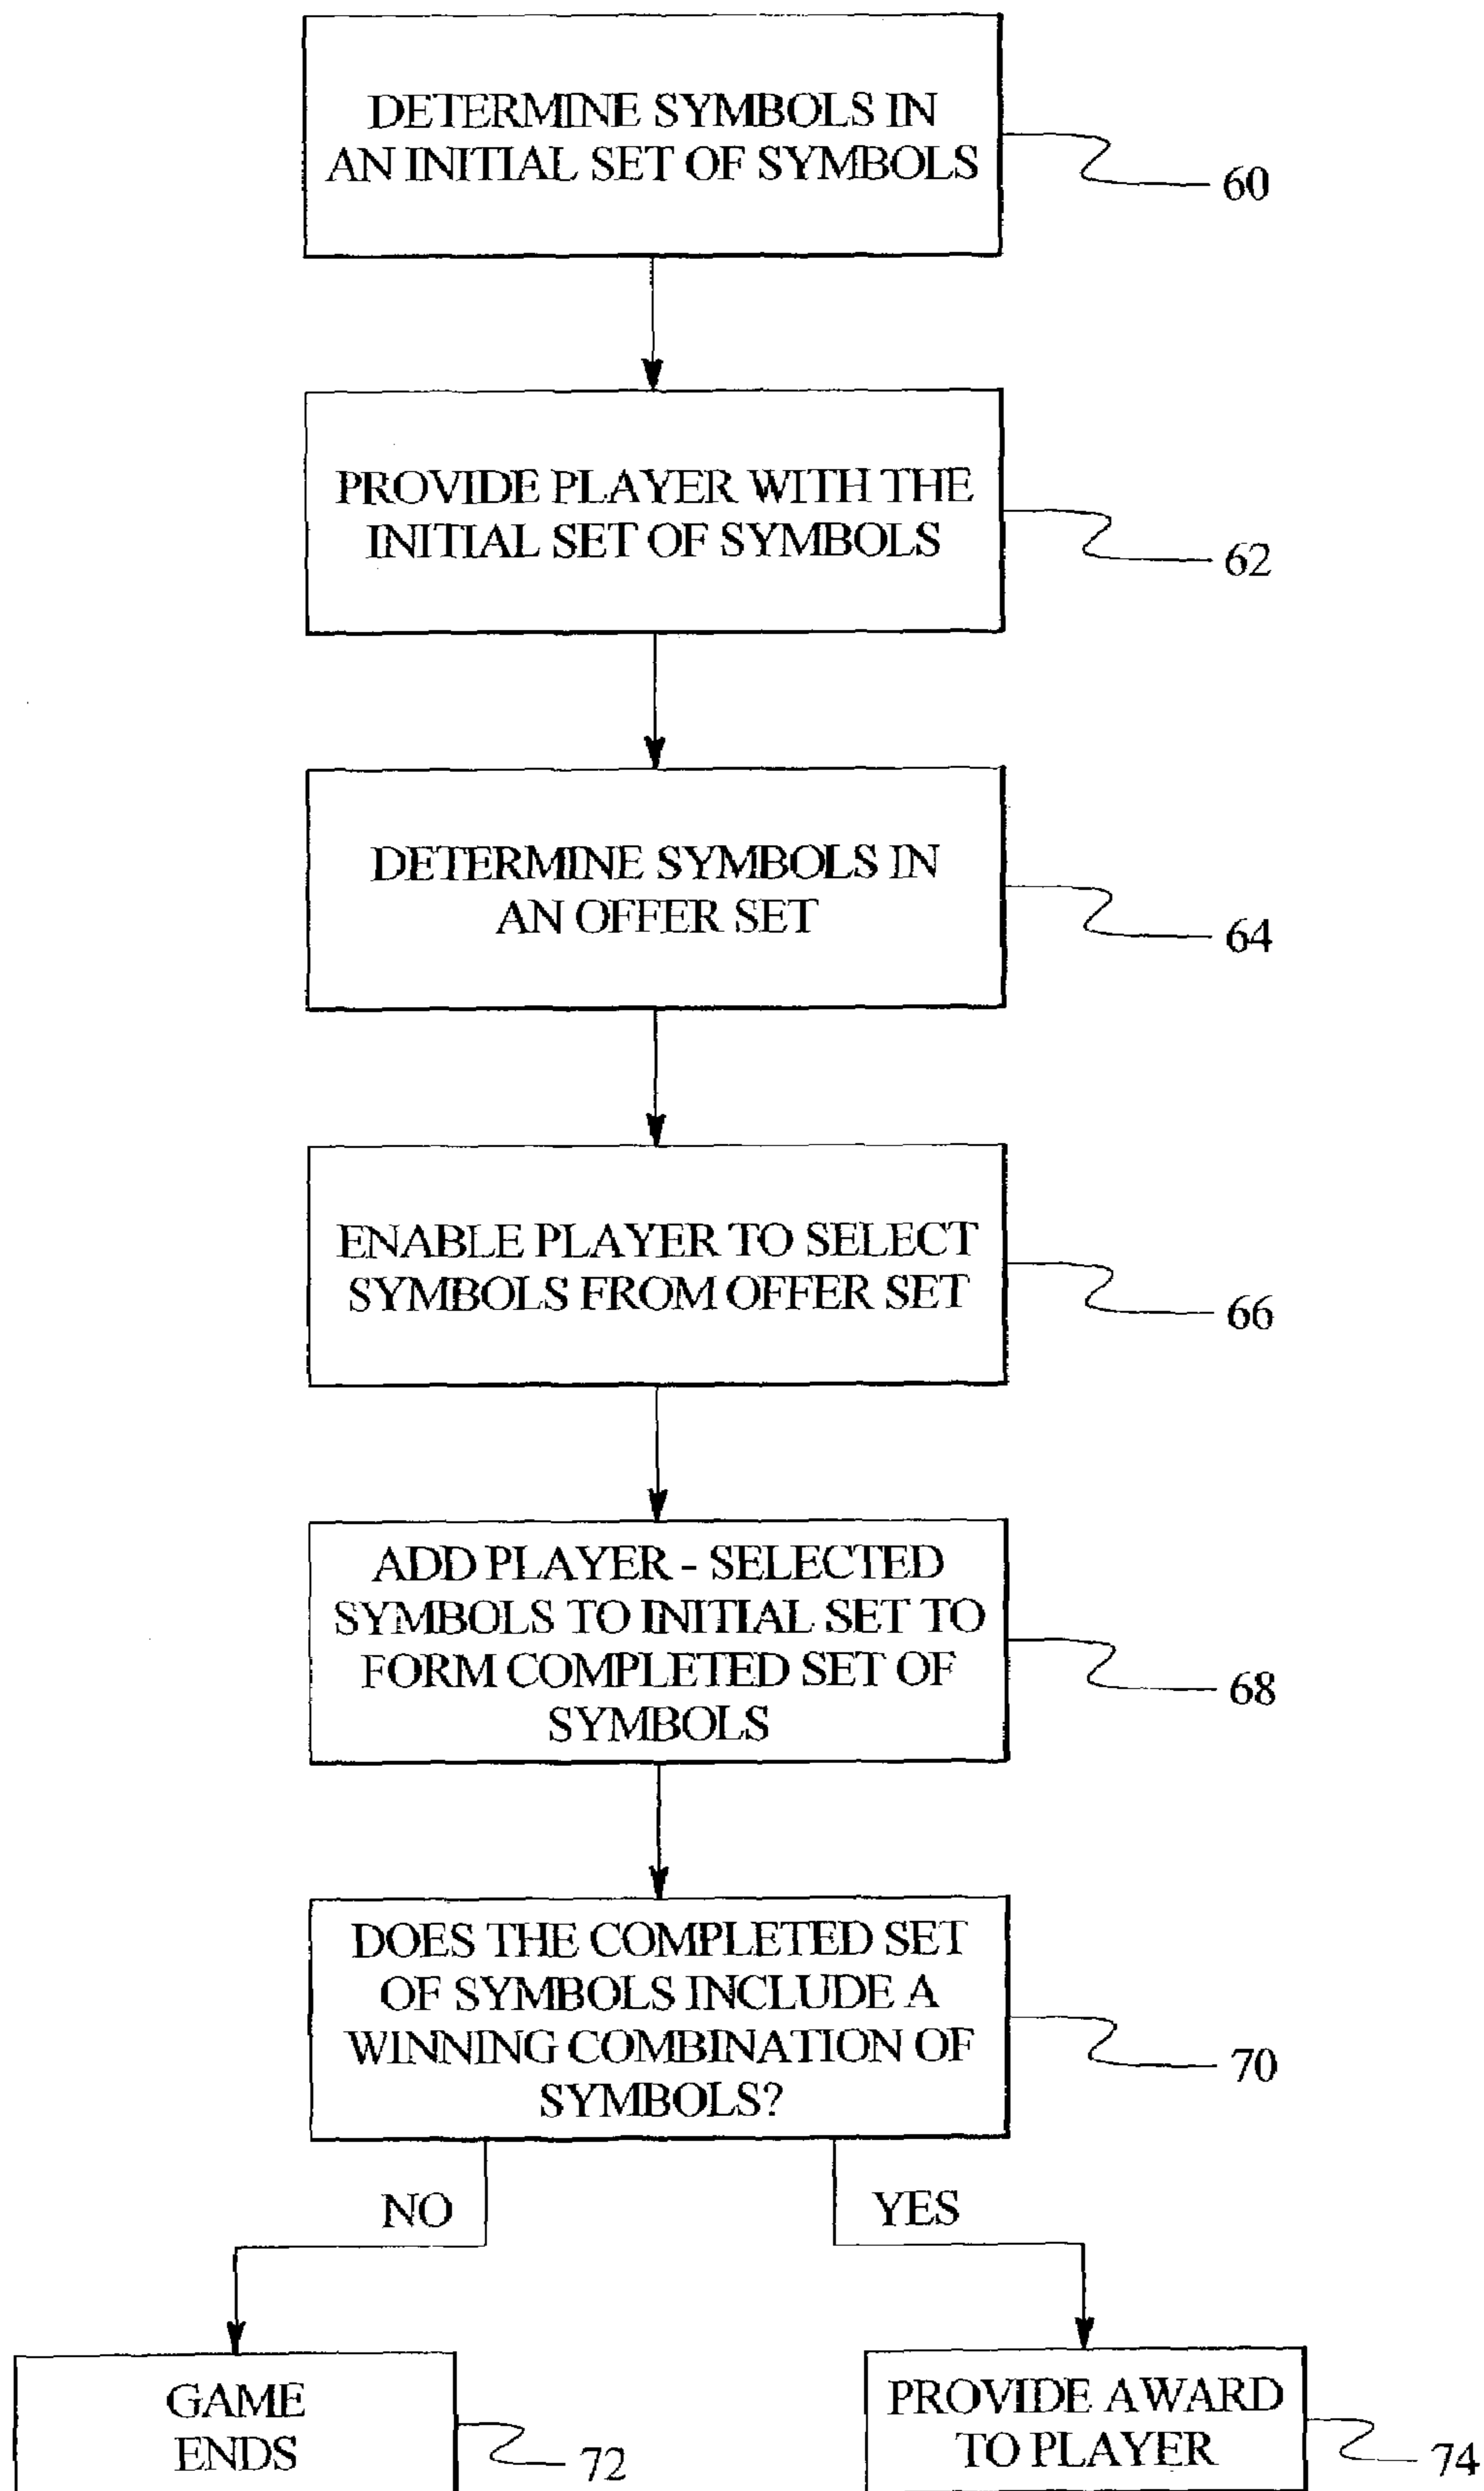 DETERMINE SYMBOLS IN
AN INITIAL SET OF SYMBOLS
60
PROVIDE PLAYER WITH THE
INITIAL SET OF SYMBOLS
62
DETERMINE SYMBOLS IN
AN OFFER SET
64
ENABLE PLAYER TO SELECT
SYMBOLS FROM OFFER SET
66
ADD PLAYER - SELECTED
SYMBOLS TO INITIAL SET TO
FORM COMPLETED SET OF
SYMBOLS
68
DOES THE COMPLETED SET
OF SYMBOLS INCLUDE A
WINNING COMBINATION OF
SYMBOLS?
70
NO
YES
GAME
ENDS
72
PROVIDE AWARD
TO PLAYER
74